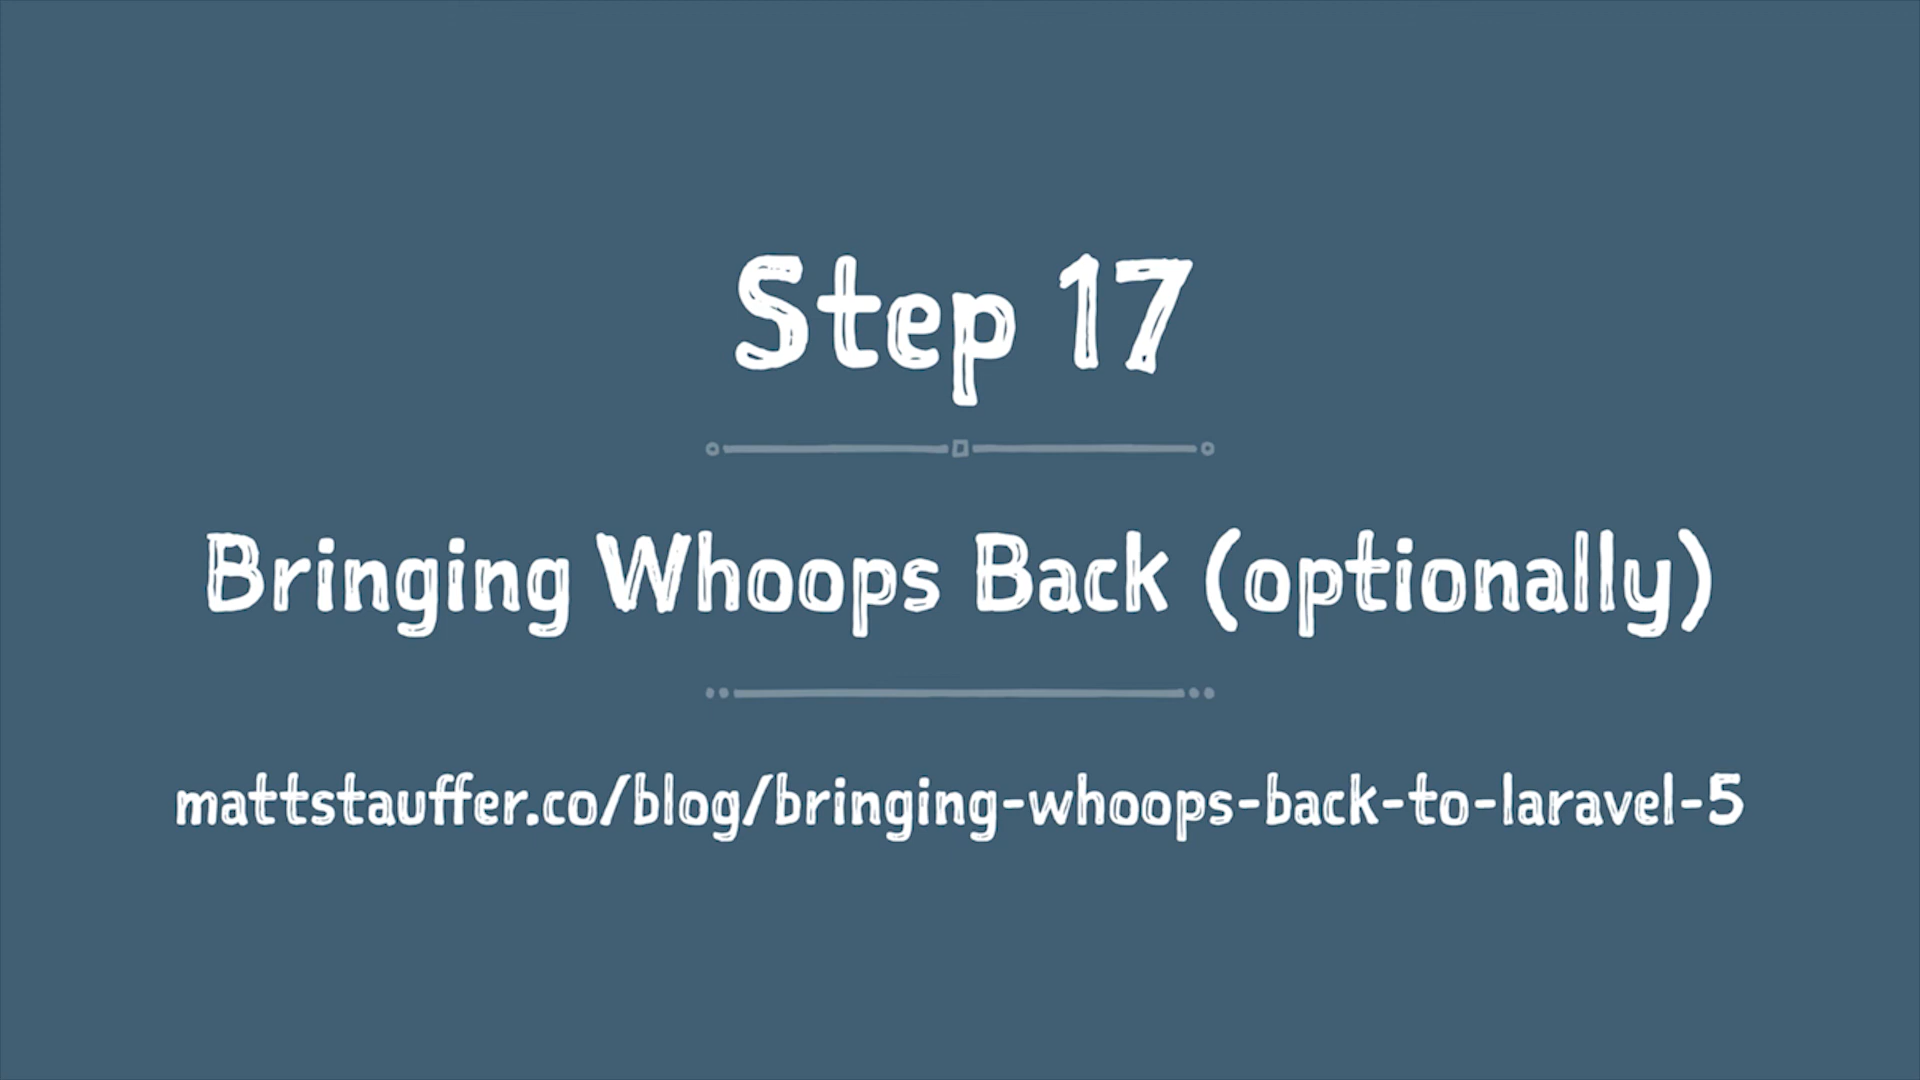 Step 17
Bringing Whoops Back (optionally)
mattstauffer.co/blog/bringing-whoops-back-to-laravel-5